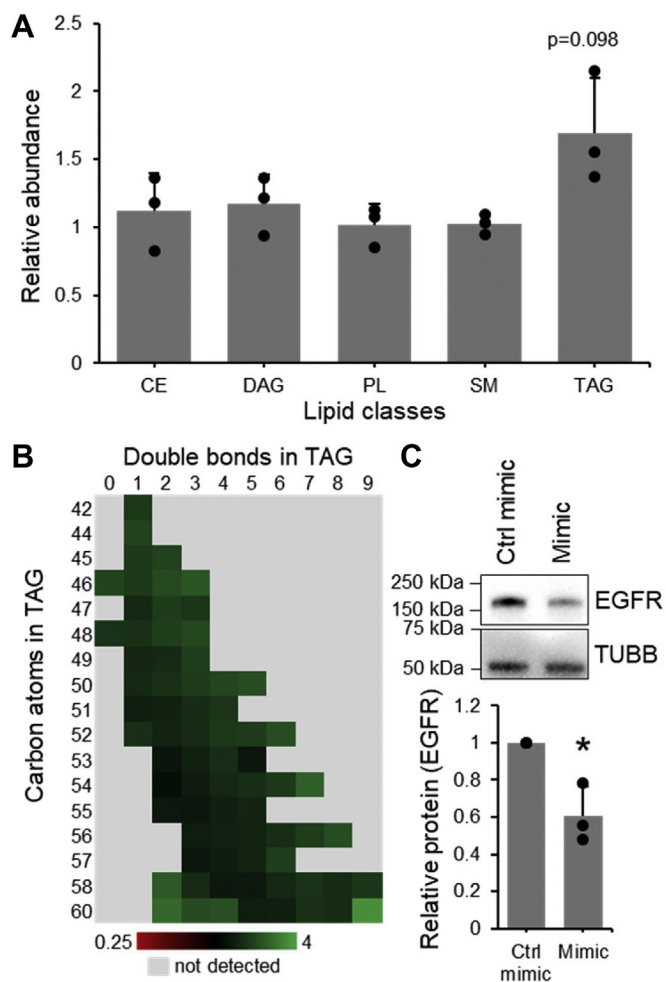 A
2.5
2
1.5
1
0.5
0
Relative abundance
p=0.098
CE DAG PL SM TAG
Lipid classes
B
Double bonds in TAG
0 1 2 3 4 5 6 7 8 9
Carbon atoms in TAG
42
44
45
46
47
48
49
50
51
52
53
54
55
56
57
58
60
0.25 4
not detected
C
Ctrl mimic
Mimic
250 kDa
150 kDa
EGFR
75 kDa
50 kDa
TUBB
Relative protein (EGFR)
1.2
1
0.8
0.6
0.4
0.2
0
*
Ctrl Mimic
mimic